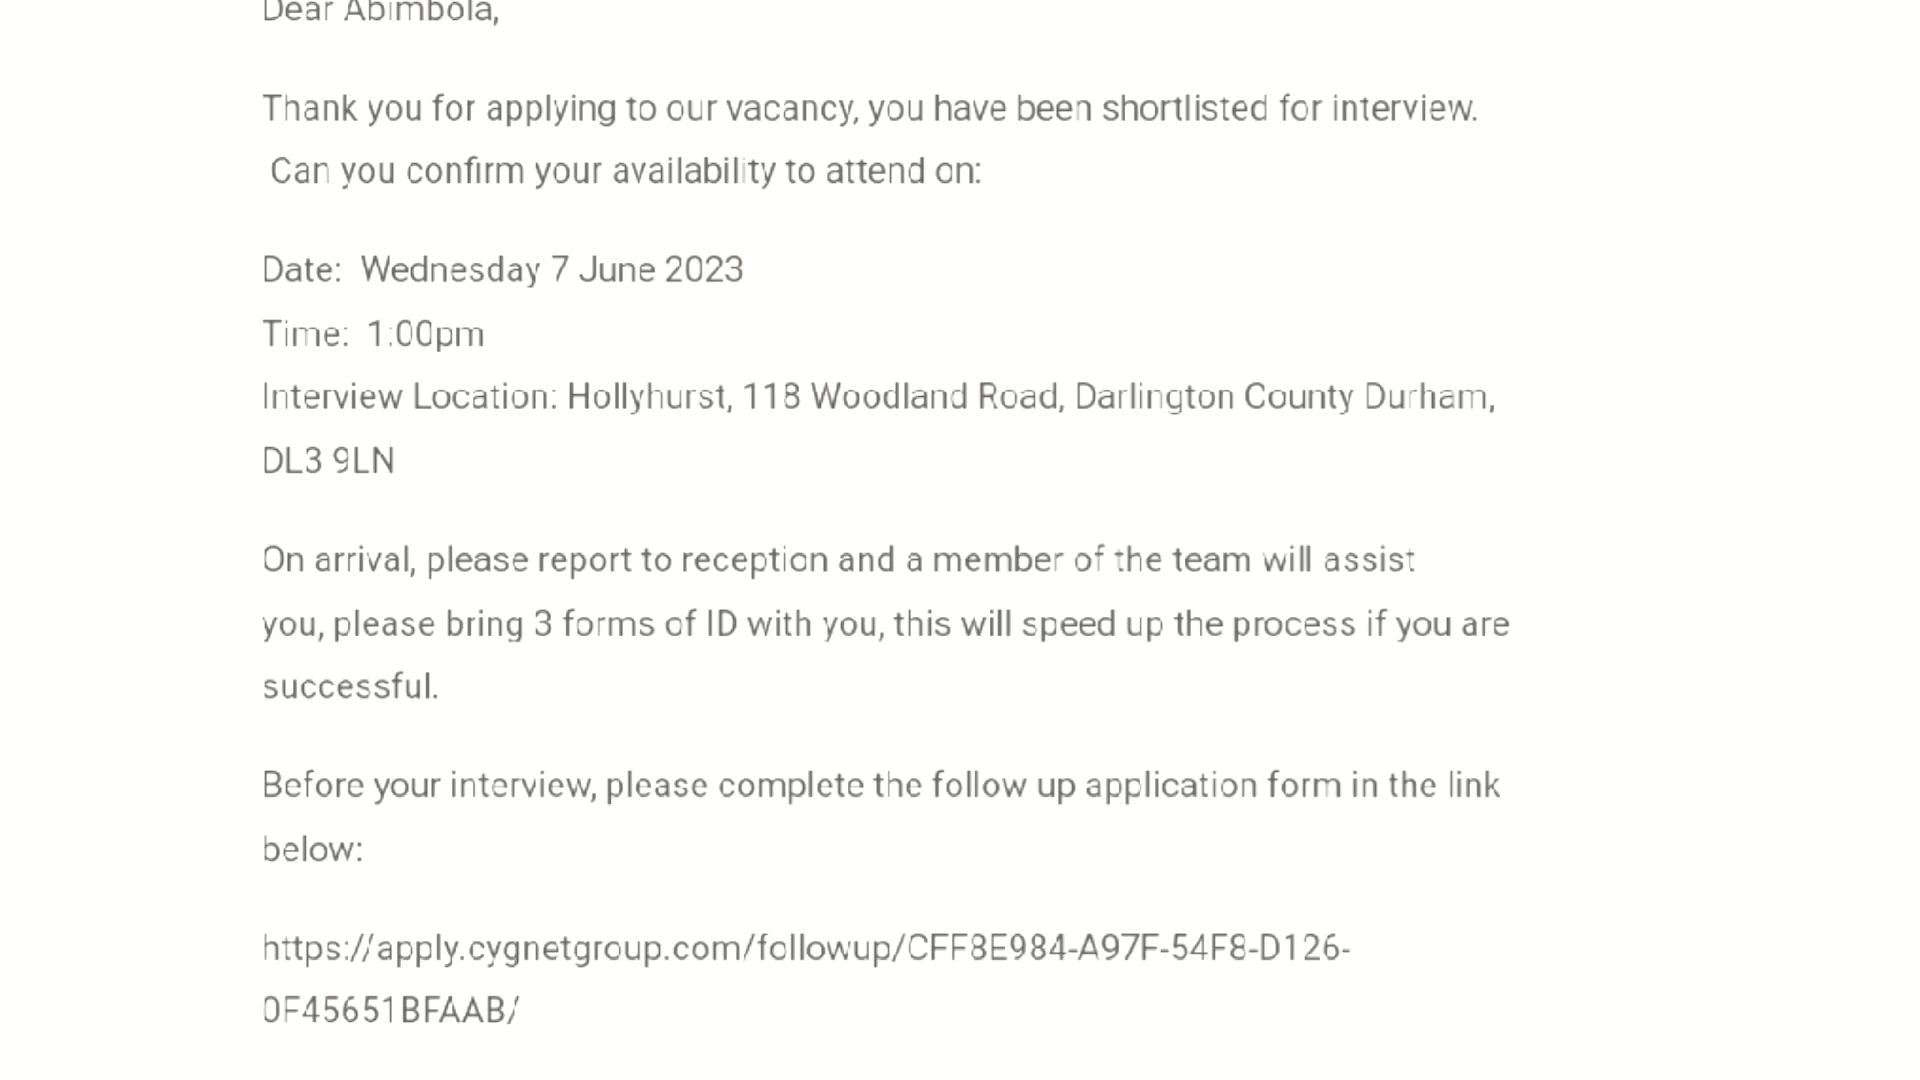 Dear Abimbola,
Thank you for applying to our vacancy, you have been shortlisted for interview.
Can you confirm your availability to attend on:
Date: Wednesday 7 June 2023
Time: 1:00pm
Interview Location: Hollyhurst, 118 Woodland Road, Darlington County Durham,
DL3 9LN
On arrival, please report to reception and a member of the team will assist
you, please bring 3 forms of ID with you, this will speed up the process if you are
successful.
Before your interview, please complete the follow up application form in the link
below:
https://apply.cygnetgroup.com/followup/CFF8E984-A97F-54F8-D126-
0F45651BFAAB/